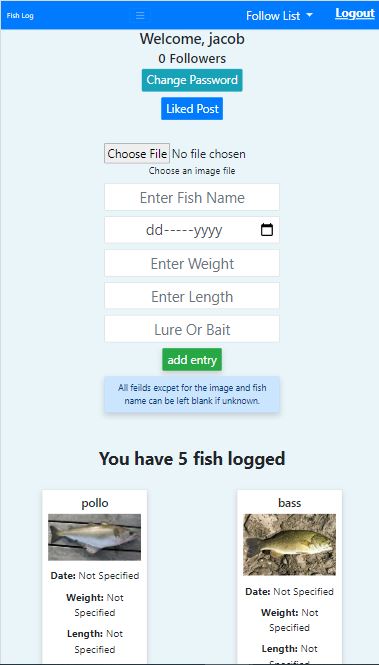 Fish Log
Follow List
Logout
Welcome, jacob
0 Followers
Change Password
Liked Post
Choose File No file chosen
Choose an image file
Enter Fish Name
dd-----yyyy
Enter Weight
Enter Length
Lure Or Bait
add entry
All feilds excpet for the image and fish
name can be left blank if unknown.
You have 5 fish logged
pollo
Date: Not Specified
Weight: Not
Specified
Length: Not
Specified
bass
Date: Not Specified
Weight: Not
Specified
Length: Not
Specified